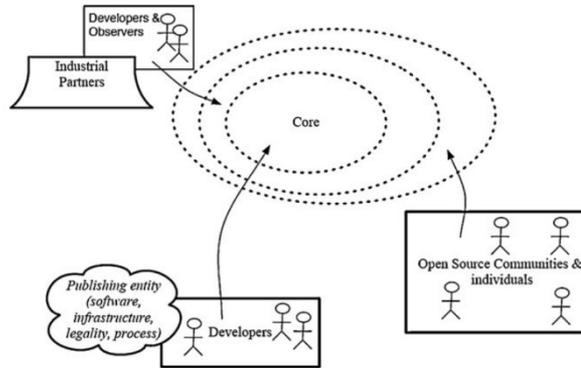 Developers &
Observers
Industrial
Partners
Core
Open Source Communities &
individuals
Publishing entity
(software,
infrastructure,
legality, process)
Developers